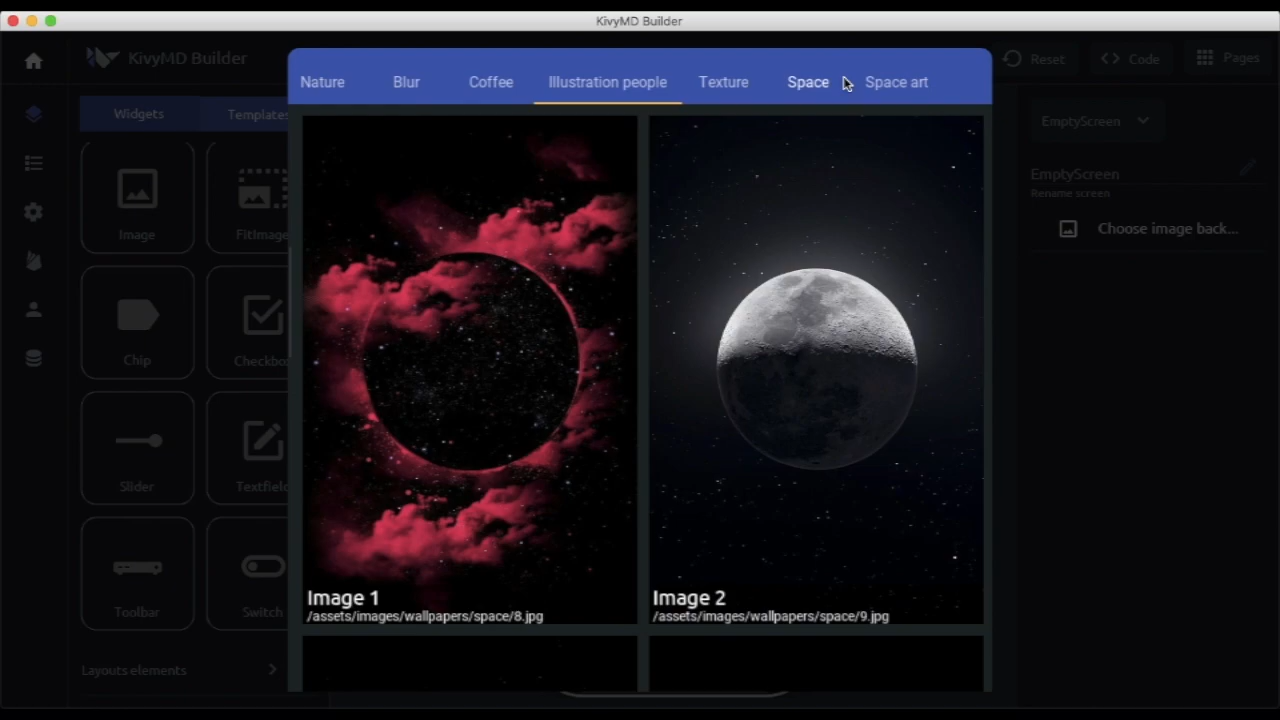 KivyMD Builder
KivyMD Builder
Reset
Code
Pages
Nature
Blur
Coffee
Illustration people
Texture
Space
Space art
Widgets
Templates
Image
FitImage
Chip
Checkbo
Slider
Textfield
Toolbar
Switch
Layouts elements
Image 1
/assets/images/wallpapers/space/8.jpg
Image 2
/assets/images/wallpapers/space/9.jpg
EmptyScreen
EmptyScreen
Rename screen
Choose image back...